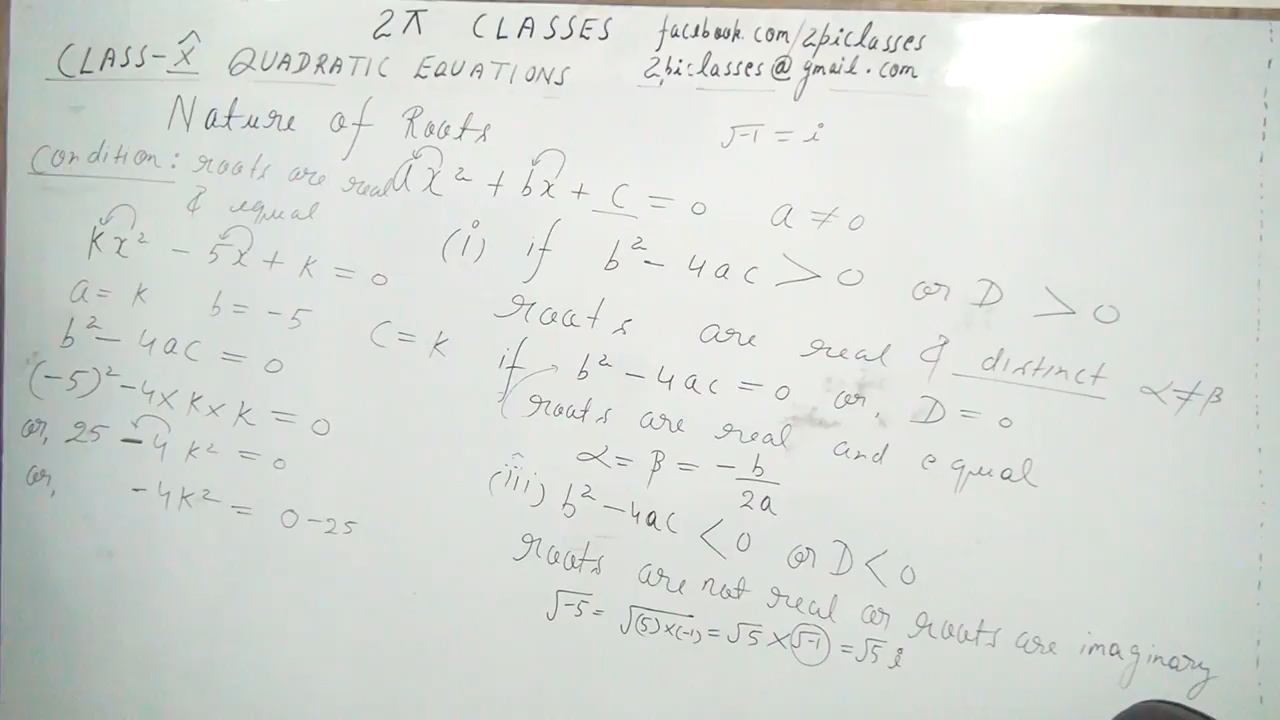 2π CLASSES facebook.com/2piclasses
CLASS-X QUADRATIC EQUATIONS 2piclasses@gmail.com
Nature of Roots √-1 = i
Condition: roots are real & equal
ax² + bx + c = 0 a ≠ 0
kx² - 5x + k = 0
a = k b = -5 c = k
b² - 4ac = 0
(-5)² - 4×k×k = 0
or, 25 - 4k² = 0
or, -4k² = 0-25
(i) if b² - 4ac > 0 or D > 0
roots are real & distinct α≠β
if b² - 4ac = 0 or, D = 0
roots are real and equal
α = β = -b/2a
(iii) b² - 4ac < 0 or D < 0
roots are not real or roots are imaginary
√-5 = √(5)×(-1) = √5 × √-1 = √5 i